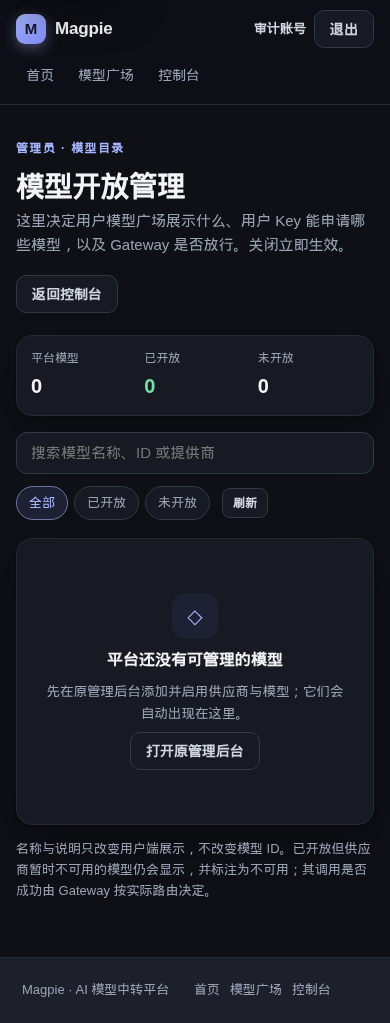 M Magpie 审计账号 退出
首页 模型广场 控制台
管理员 · 模型目录
模型开放管理
这里决定用户模型广场展示什么、用户 Key 能申请哪
些模型，以及 Gateway 是否放行。关闭立即生效。
返回控制台
平台模型 已开放 未开放
0 0 0
搜索模型名称、ID 或提供商
全部 已开放 未开放 刷新
平台还没有可管理的模型
先在原管理后台添加并启用供应商与模型；它们会
自动出现在这里。
打开原管理后台
名称与说明只改变用户端展示，不改变模型 ID。已开放但供应
商暂时不可用的模型仍会显示，并标注为不可用；其调用是否
成功由 Gateway 按实际路由决定。
Magpie · AI 模型中转平台 · 首页 模型广场 控制台